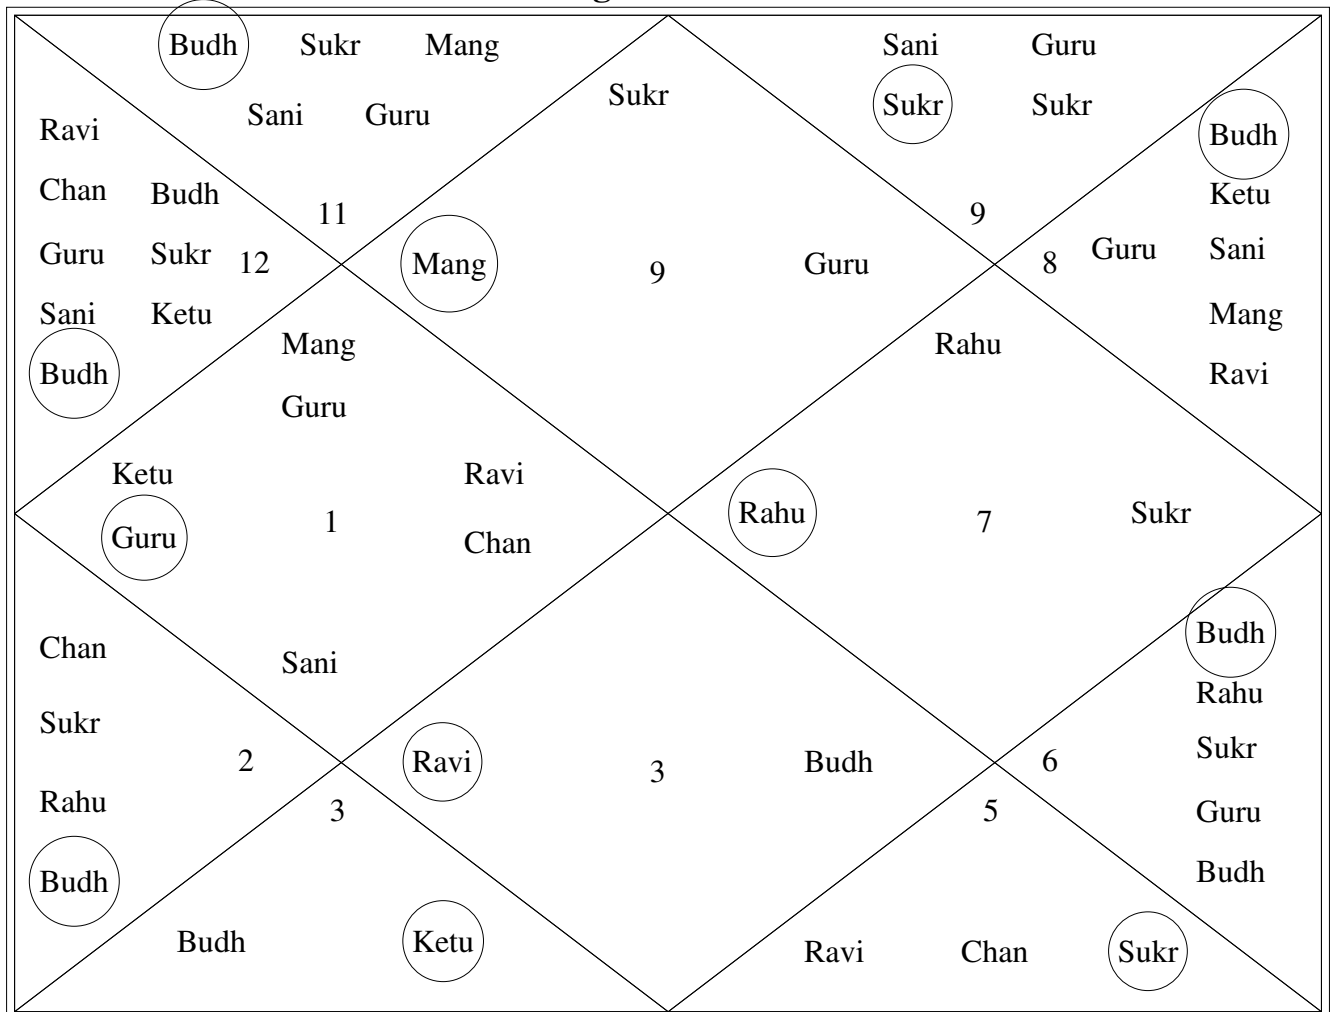 Budh Sukr Mang
Sani Guru
11
Sukr
Sani Guru
Sukr Sukr
9
Ravi
Chan Budh
Guru Sukr 12
Sani Ketu
Budh
Mang 9 Guru
Budh
Ketu
8 Guru Sani
Mang
Ravi
Mang
Guru
Ketu Ravi
Guru 1 Chan
Sani
Rahu
Rahu 7 Sukr
Chan
Sukr
2
Rahu
Budh
Ravi 3 Budh
Budh
Rahu
6 Sukr
Guru
Budh
3
Budh Ketu
5
Ravi Chan Sukr